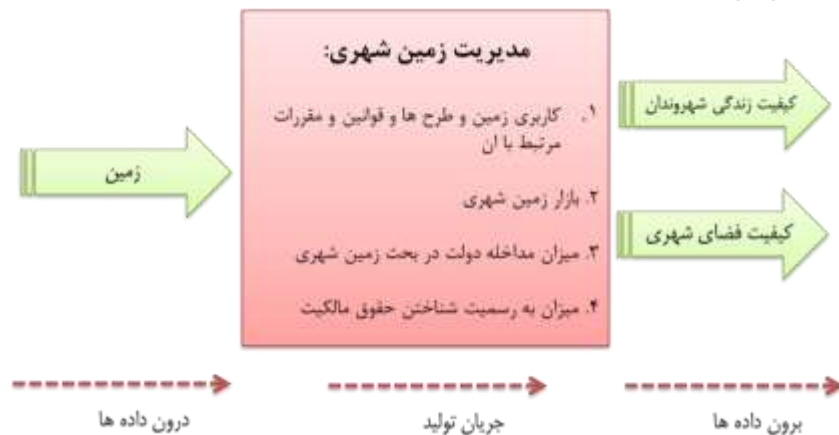 مدیریت زمین شهری:
۱. کاربری زمین و طرح ها و قوانین و مقررات
مرتبط با ان
۲. بازار زمین شهری
۳. میزان مداخله دولت در بحث زمین شهری
۴. میزان به رسمیت شناختن حقوق مالکیت
زمین
کیفیت زندگی شهروندان
کیفیت فضای شهری
درون داده ها
جریان تولید
برون داده ها